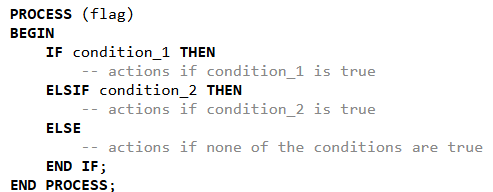 PROCESS (flag)
BEGIN
    IF condition_1 THEN
        -- actions if condition_1 is true
    ELSIF condition_2 THEN
        -- actions if condition_2 is true
    ELSE
        -- actions if none of the conditions are true
    END IF;
END PROCESS;